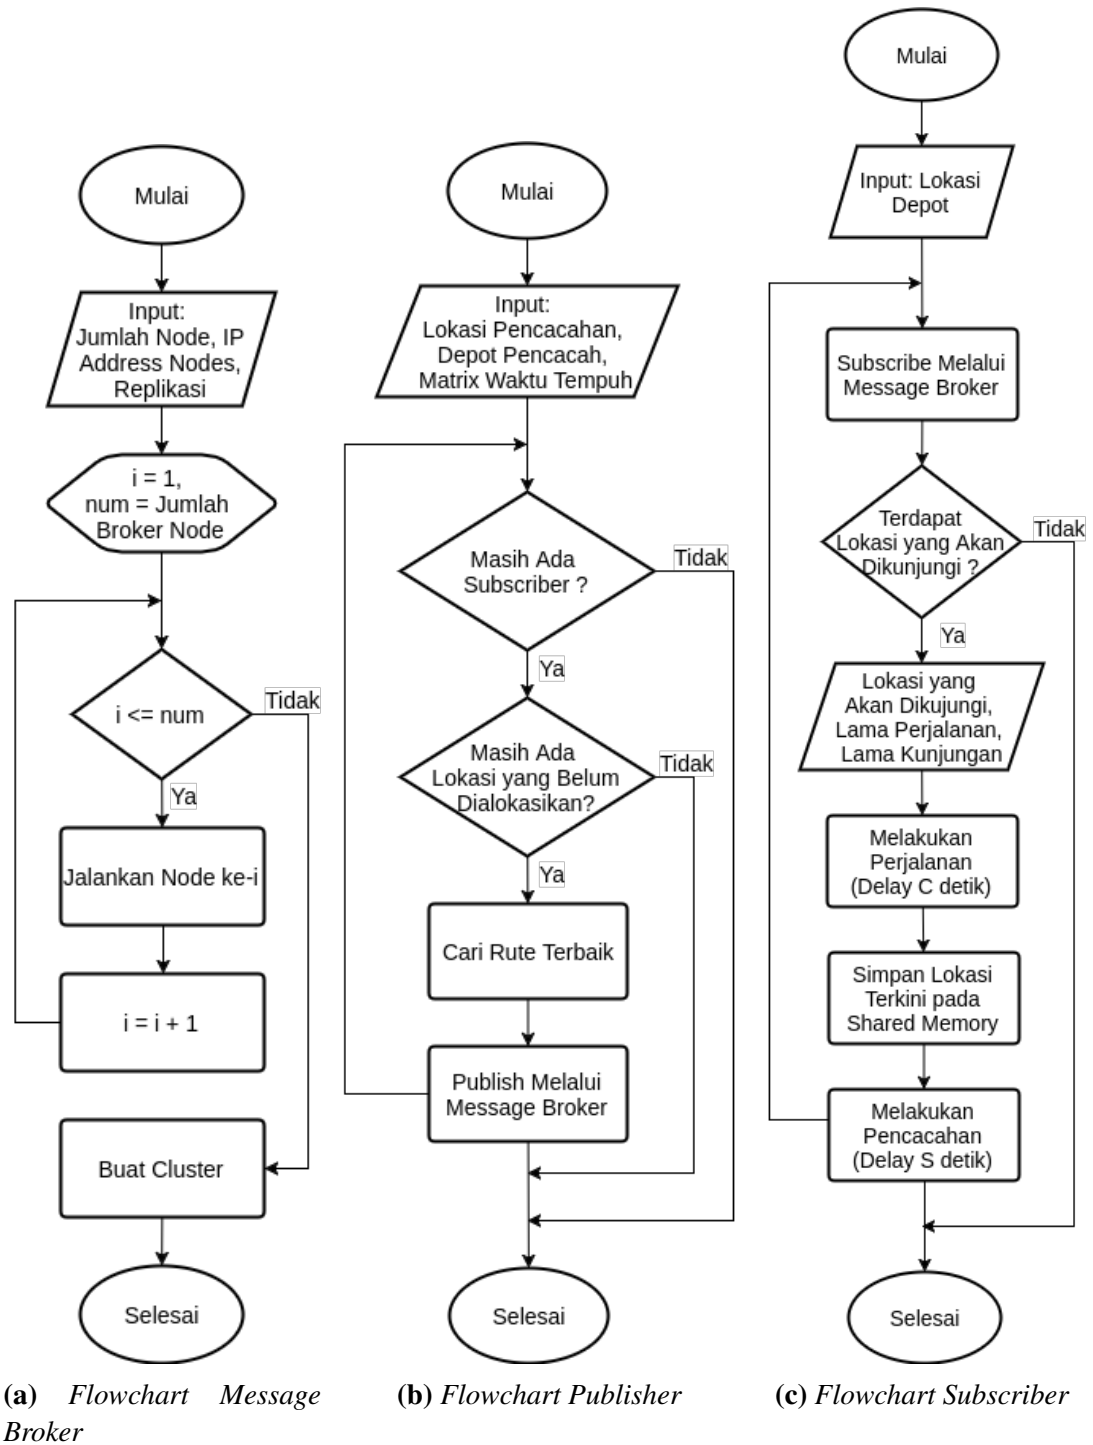 Mulai
Input:
Jumlah Node, IP
Address Nodes,
Replikasi
i = 1,
num = Jumlah
Broker Node
i <= num
Tidak
Ya
Jalankan Node ke-i
i = i + 1
Buat Cluster
Selesai
(a) Flowchart Message
Broker
Mulai
Input:
Lokasi Pencacahan,
Depot Pencacah,
Matrix Waktu Tempuh
Masih Ada
Subscriber ?
Tidak
Ya
Masih Ada
Lokasi yang Belum
Dialokasikan?
Tidak
Ya
Cari Rute Terbaik
Publish Melalui
Message Broker
Selesai
(b) Flowchart Publisher
Mulai
Input: Lokasi
Depot
Subscribe Melalui
Message Broker
Terdapat
Lokasi yang Akan
Dikunjungi ?
Tidak
Ya
Lokasi yang
Akan Dikujungi,
Lama Perjalanan,
Lama Kunjungan
Melakukan
Perjalanan
(Delay C detik)
Simpan Lokasi
Terkini pada
Shared Memory
Melakukan
Pencacahan
(Delay S detik)
Selesai
(c) Flowchart Subscriber